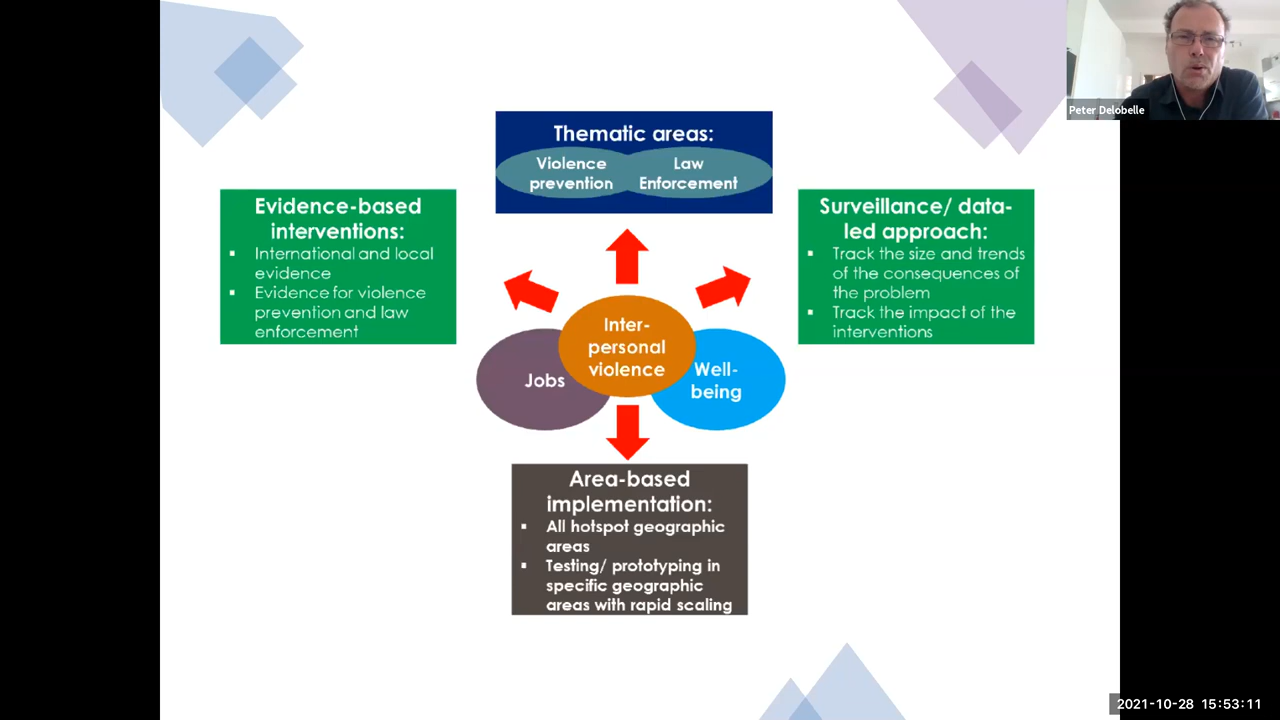 Peter Delobelle
Thematic areas:
Violence
prevention
Law
Enforcement
Evidence-based
interventions:
▪ International and local
evidence
▪ Evidence for violence
prevention and law
enforcement
Surveillance/ data-
led approach:
▪ Track the size and trends
of the consequences of
the problem
▪ Track the impact of the
interventions
Inter-
personal
violence
Jobs
Well-
being
Area-based
implementation:
▪ All hotspot geographic
areas
▪ Testing/ prototyping in
specific geographic
areas with rapid scaling
2021-10-28 15:53:11